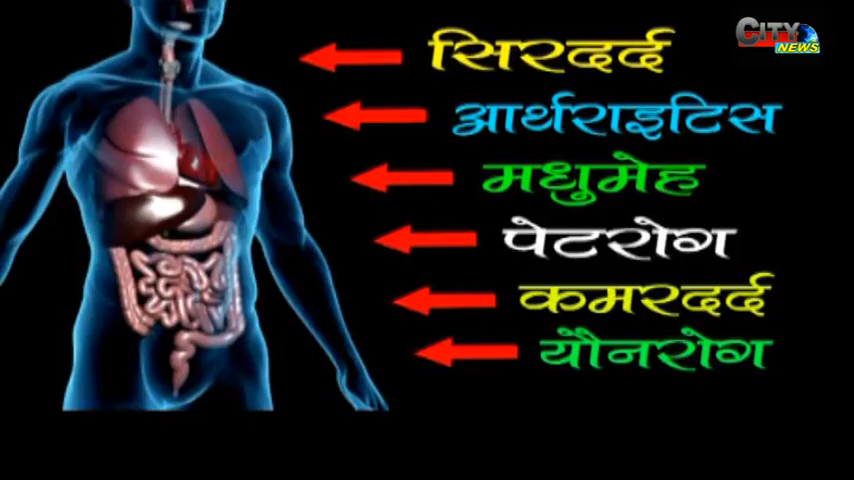 CITY
NEWS
सिरदर्द
आर्थराइटिस
मधुमेह
पेटरोग
कमरदर्द
यौनरोग